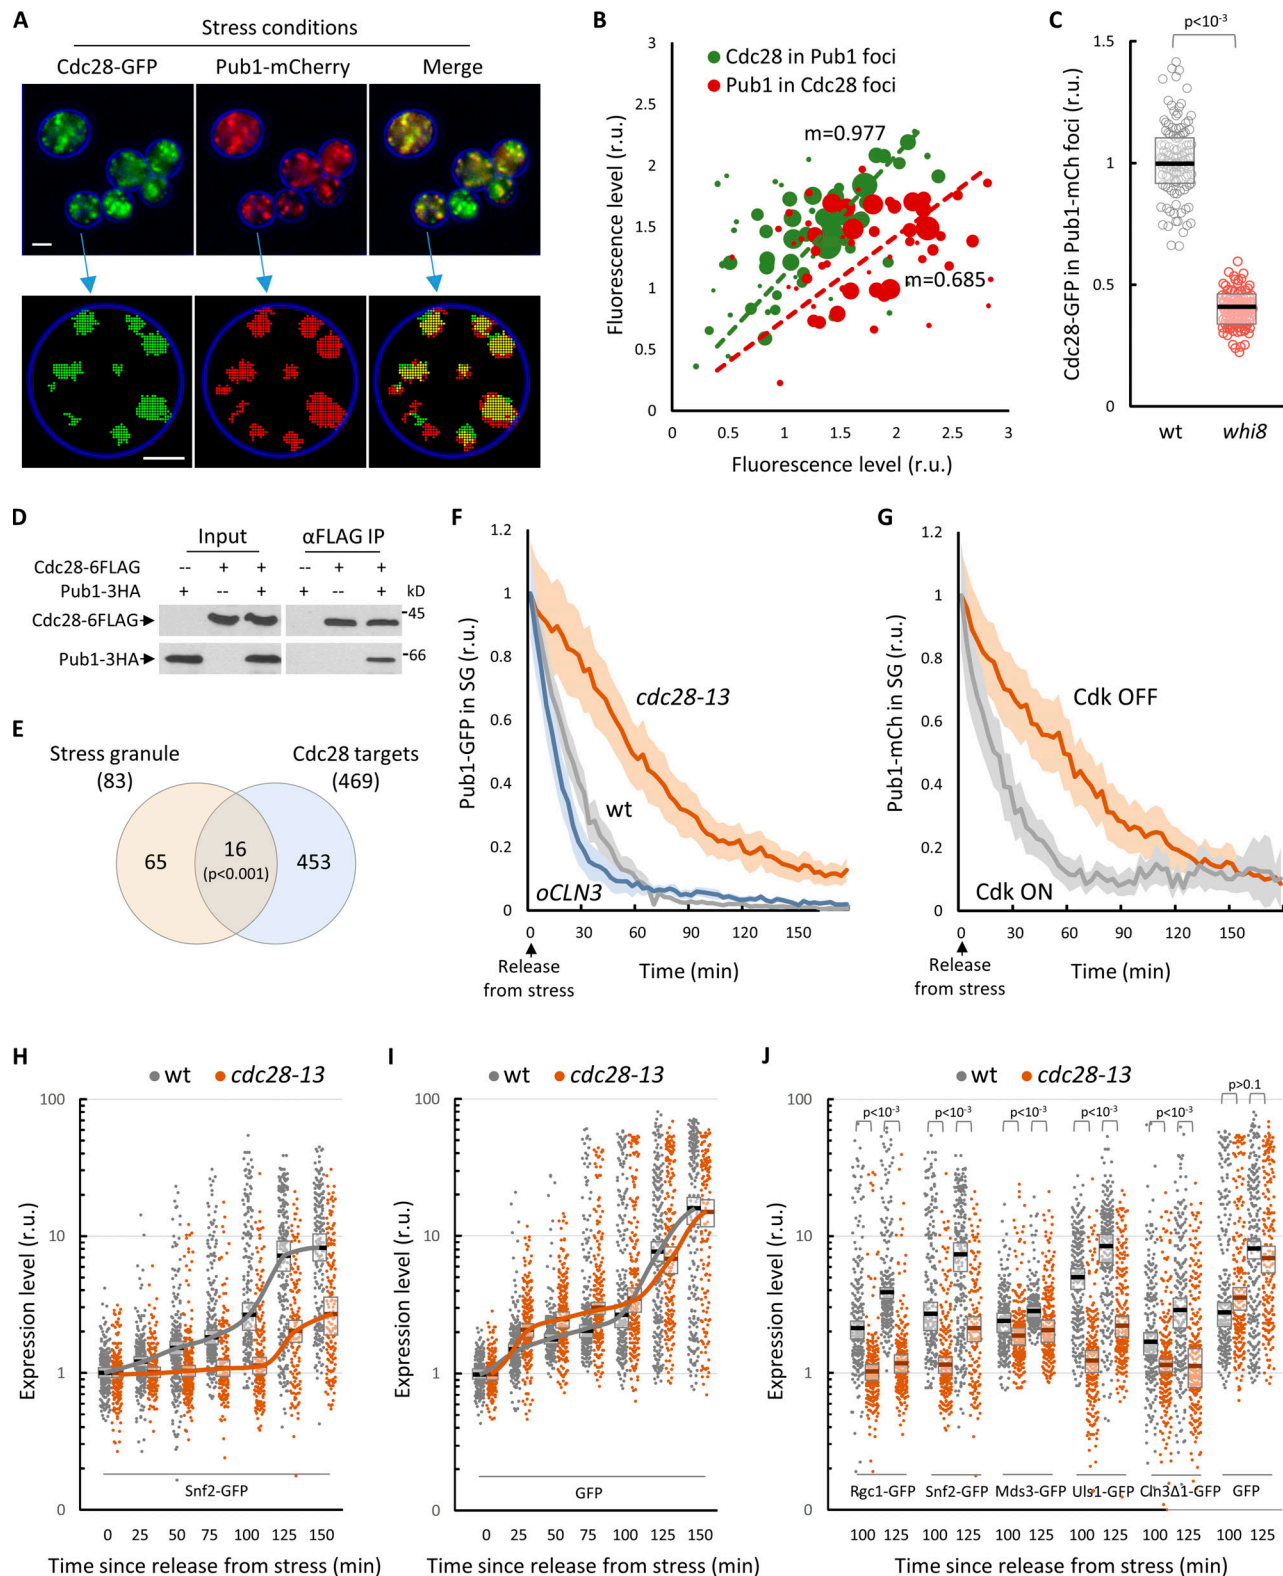 A
Stress conditions
Cdc28-GFP Pub1-mCherry Merge
B
Fluorescence level (r.u.)
3
2.5
2
1.5
1
0.5
0
Cdc28 in Pub1 foci
Pub1 in Cdc28 foci
m=0.977
m=0.685
0 0.5 1 1.5 2 2.5 3
Fluorescence level (r.u.)
C
p<10-3
Cdc28-GFP in Pub1-mCh foci (r.u.)
1.5
1
0.5
0
wt whi8
D
Input αFLAG IP
Cdc28-6FLAG -- + + -- + +
Pub1-3HA + -- + + -- + kD
Cdc28-6FLAG 45
Pub1-3HA 66
E
Stress granule (83)
Cdc28 targets (469)
65 16 453
(p<0.001)
F
Pub1-GFP in SG (r.u.)
1.2
1
0.8
0.6
0.4
0.2
0
cdc28-13
wt
oCLN3
0 30 60 90 120 150
Release from stress
Time (min)
G
Pub1-mCh in SG (r.u.)
1.2
1
0.8
0.6
0.4
0.2
0
Cdk OFF
Cdk ON
0 30 60 90 120 150
Release from stress
Time (min)
H
wt cdc28-13
Expression level (r.u.)
100
10
1
0
Snf2-GFP
0 25 50 75 100 125 150
Time since release from stress (min)
I
wt cdc28-13
Expression level (r.u.)
100
10
1
0
GFP
0 25 50 75 100 125 150
Time since release from stress (min)
J
wt cdc28-13
p<10-3 p<10-3 p<10-3 p<10-3 p<10-3 p>0.1
Expression level (r.u.)
100
10
1
0
Rgc1-GFP Snf2-GFP Mds3-GFP Uls1-GFP Cln3Δ1-GFP GFP
100 125 100 125 100 125 100 125 100 125 100 125
Time since release from stress (min)